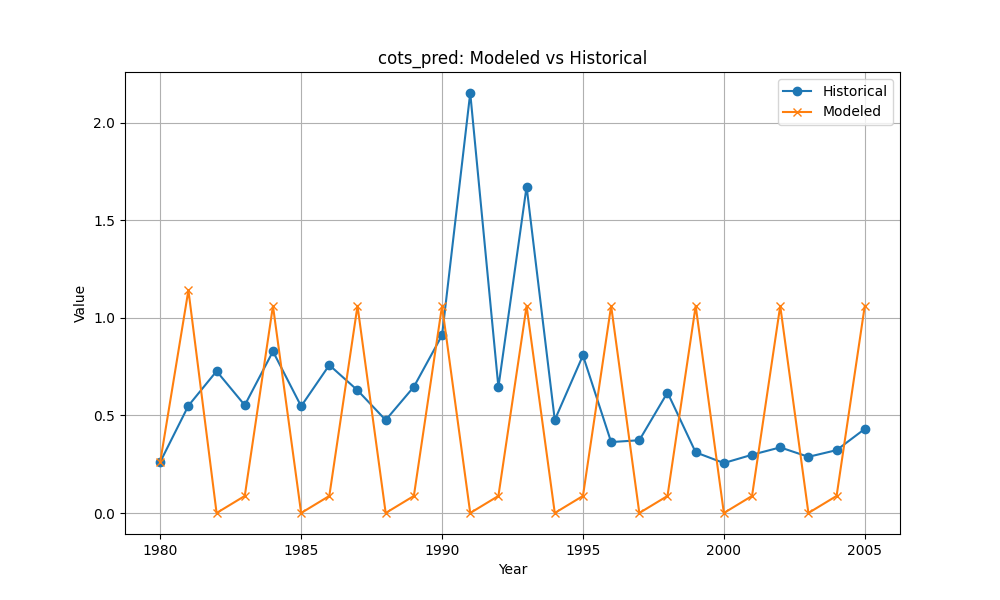 cots_pred: Modeled vs Historical
Historical
Modeled
Value
2.0
1.5
1.0
0.5
0.0
1980
1985
1990
1995
2000
2005
Year